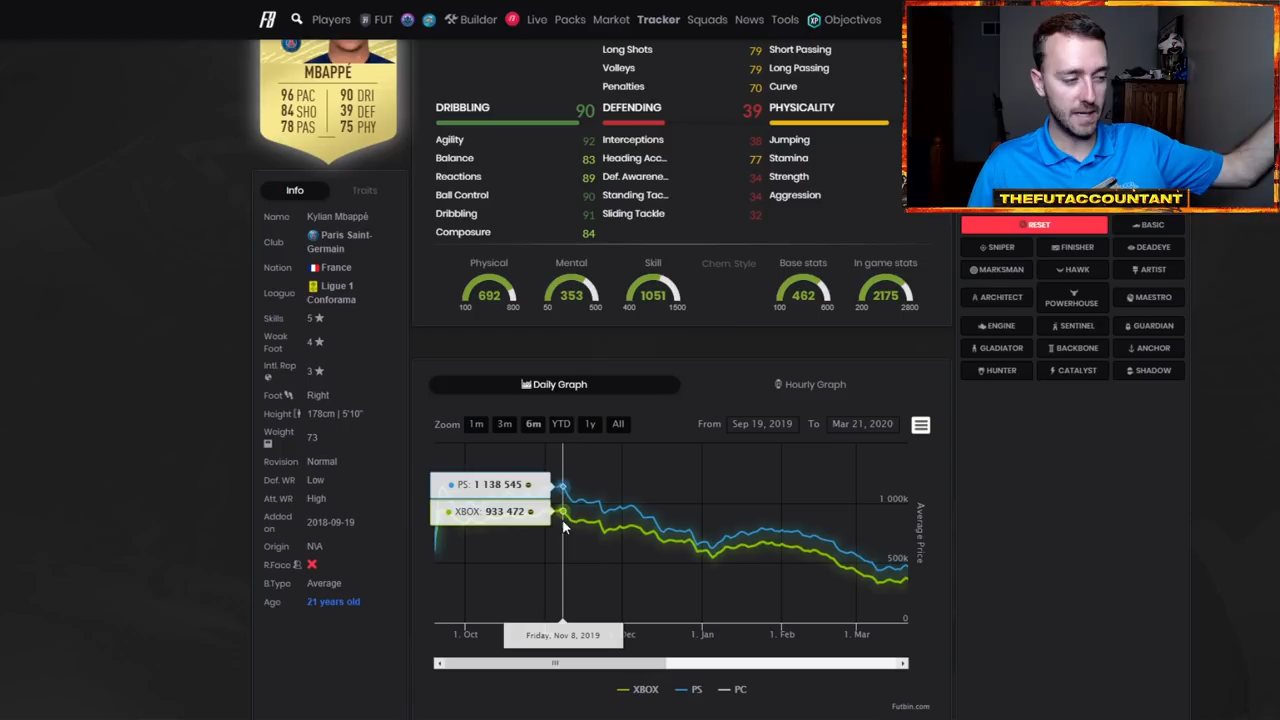 Players FUT Builder Live Packs Market Tracker Squads News Tools XP Objectives
MBAPPÉ
96 PAC 90 DRI
84 SHO 39 DEF
78 PAS 75 PHY
Long Shots 79 Short Passing
Volleys 79 Long Passing
Penalties 70 Curve
DRIBBLING 90 DEFENDING 39 PHYSICALITY
Agility 92 Interceptions 38 Jumping
Balance 83 Heading Acc... 77 Stamina
Reactions 89 Def. Awarene... 34 Strength
Ball Control 90 Standing Tac... 34 Aggression
Dribbling 91 Sliding Tackle 32
Composure 84
Physical Mental Skill Chem. Style Base stats In game stats
692 353 1051 462 2175
100 800 50 500 400 1500 100 600 200 2800
THEFUTACCOUNTANT
RESET BASIC
SNIPER FINISHER DEADEYE
MARKSMAN HAWK ARTIST
ARCHITECT POWERHOUSE MAESTRO
ENGINE SENTINEL GUARDIAN
GLADIATOR BACKBONE ANCHOR
HUNTER CATALYST SHADOW
Info Traits
Name Kylian Mbappé
Club Paris Saint-
Germain
Nation France
League Ligue 1
Conforama
Skills 5
Weak
Foot 4
Intl. Rep 3
Foot Right
Height 178cm | 5'10"
Weight 73
Revision Normal
Def. WR Low
Att. WR High
Added
on 2018-09-19
Origin N\A
R.Face
B.Type Average
Age 21 years old
Daily Graph Hourly Graph
Zoom 1m 3m 6m YTD 1y All From Sep 19, 2019 To Mar 21, 2020
PS: 1 138 545
XBOX: 933 472
1 000k
500k
0
Average Price
1. Oct Dec 1. Jan 1. Feb 1. Mar
Friday, Nov 8, 2019
XBOX PS PC
Futbin.com